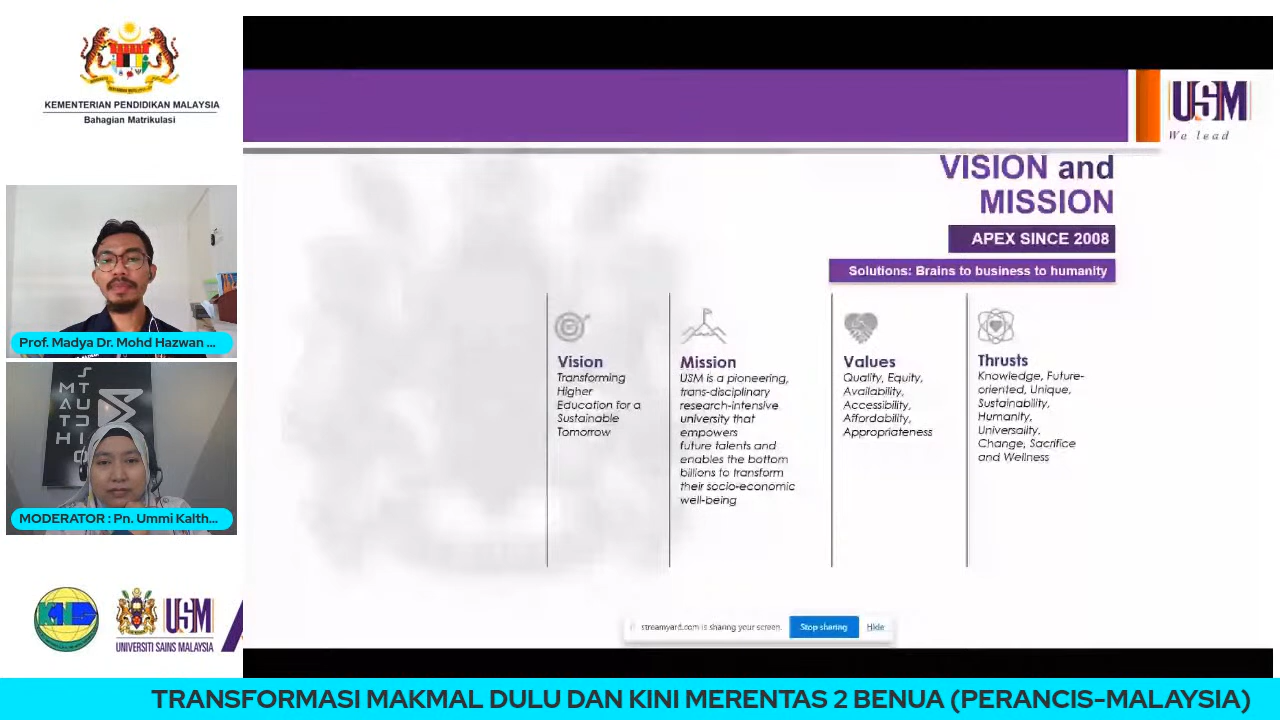 KEMENTERIAN PENDIDIKAN MALAYSIA
Bahagian Matrikulasi
USM
We lead
VISION and
MISSION
APEX SINCE 2008
Solutions: Brains to business to humanity
Vision
Transforming
Higher
Education for a
Sustainable
Tomorrow
Mission
USM is a pioneering,
trans-disciplinary
research-intensive
university that
empowers
future talents and
enables the bottom
billions to transform
their socio-economic
well-being
Values
Quality, Equity,
Availability,
Accessibility,
Affordability,
Appropriateness
Thrusts
Knowledge, Future-
oriented, Unique,
Sustainability,
Humanity,
Universality,
Change, Sacrifice
and Wellness
Prof. Madya Dr. Mohd Hazwan ...
MATH
STUDIO
MODERATOR : Pn. Ummi Kalth...
USM
UNIVERSITI SAINS MALAYSIA
streamyard.com is sharing your screen.
Stop sharing
Hide
TRANSFORMASI MAKMAL DULU DAN KINI MERENTAS 2 BENUA (PERANCIS-MALAYSIA)